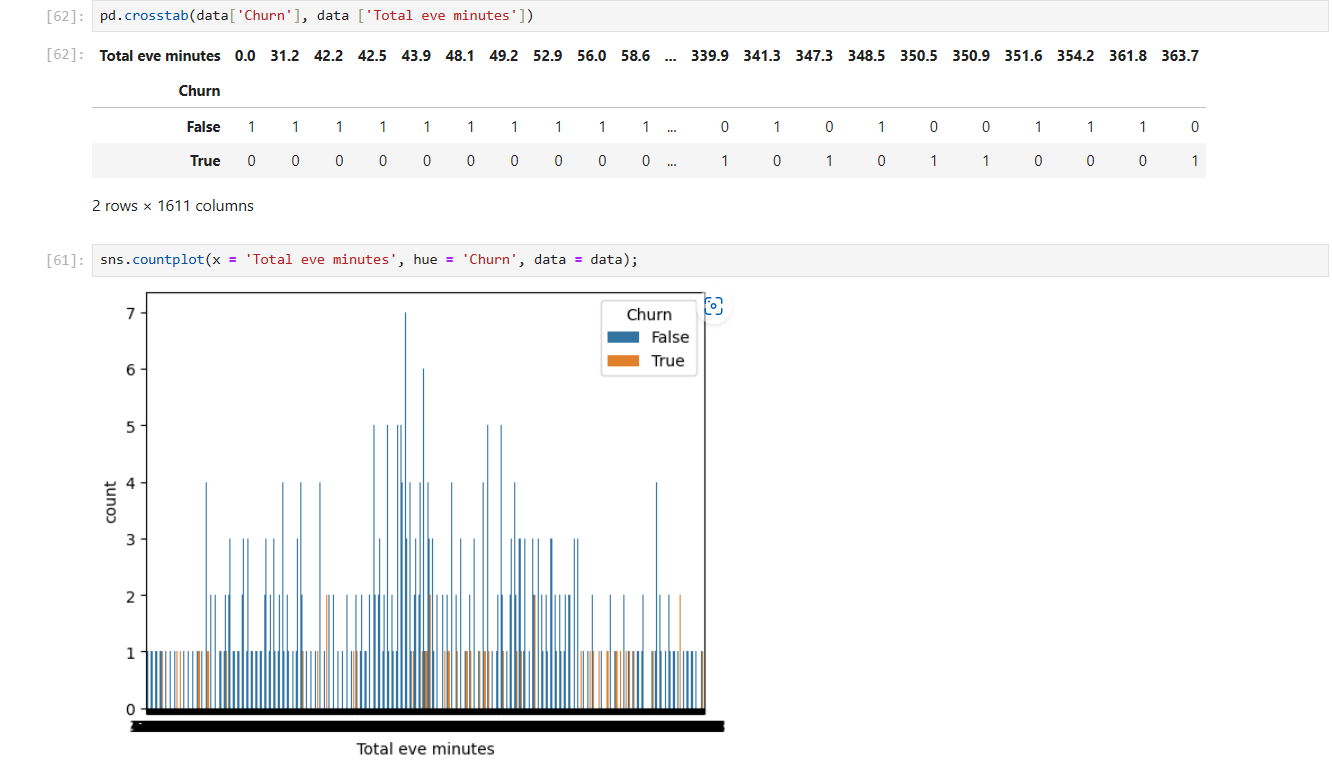 [62]: pd.crosstab(data['Churn'], data ['Total eve minutes'])
[62]: Total eve minutes 0.0 31.2 42.2 42.5 43.9 48.1 49.2 52.9 56.0 58.6 ... 339.9 341.3 347.3 348.5 350.5 350.9 351.6 354.2 361.8 363.7
Churn
False 1 1 1 1 1 1 1 1 1 1 ... 0 1 0 1 0 0 1 1 1 0
True 0 0 0 0 0 0 0 0 0 0 ... 1 0 1 0 1 1 0 0 0 1
2 rows × 1611 columns
[61]: sns.countplot(x = 'Total eve minutes', hue = 'Churn', data = data);
Churn
False
True
7
6
5
4
3
2
1
0
count
Total eve minutes